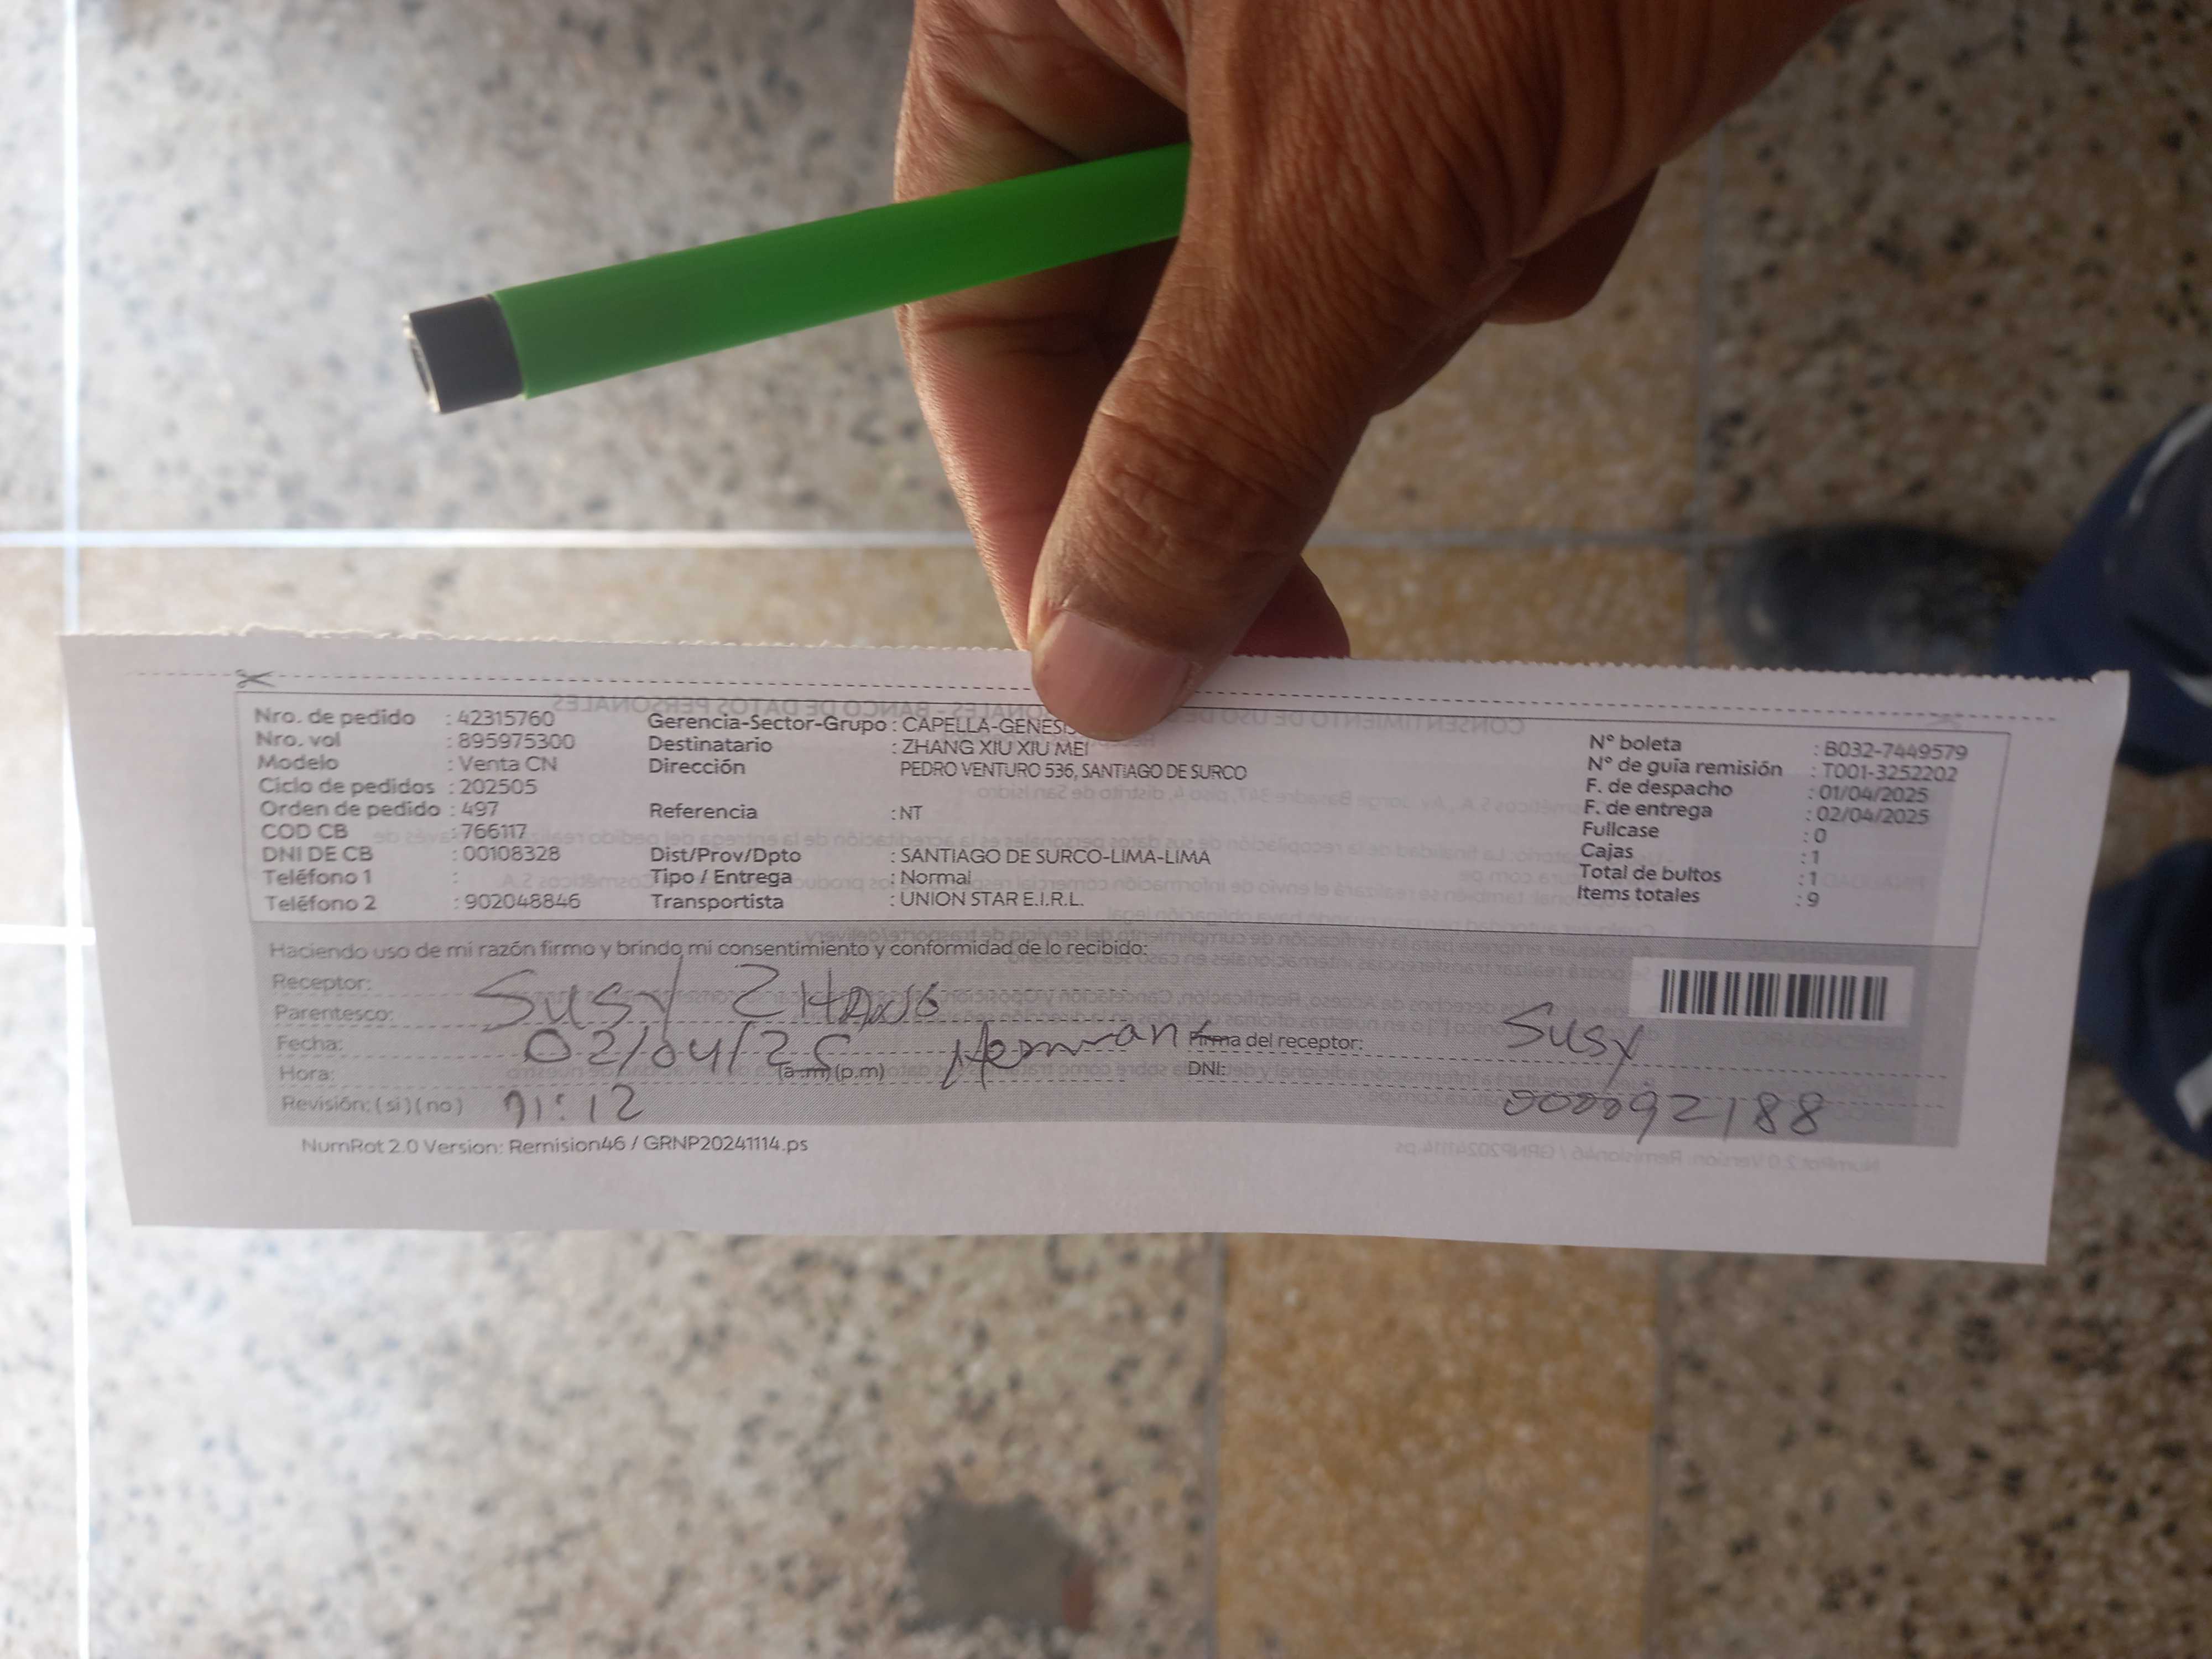 Nro. de pedido : 42315760 Gerencia-Sector-Grupo : CAPELLA-GENESIS
Nro. vol : 895975300 Destinatario : ZHANG XIU XIU MEI Nº boleta : B032-7449579
Modelo : Venta CN Dirección PEDRO VENTURO 536, SANTIAGO DE SURCO Nº de guía remisión : T001-3252202
Ciclo de pedidos : 202505 F. de despacho : 01/04/2025
Orden de pedido : 497 Referencia : NT F. de entrega : 02/04/2025
COD CB : 766117 Fullcase : 0
DNI DE CB : 00108328 Dist/Prov/Dpto : SANTIAGO DE SURCO-LIMA-LIMA Cajas : 1
Teléfono 1 : Tipo / Entrega : Normal Total de bultos : 1
Teléfono 2 : 902048846 Transportista : UNION STAR E.I.R.L. Items totales : 9
Haciendo uso de mi razón firmo y brindo mi consentimiento y conformidad de lo recibido:
Receptor: Susy ZHANG
Parentesco:
Fecha: 02/04/25 Firma del receptor: Susy
Hora: (a.m) (p.m) DNI:
Revisión: (si) (no) 11:12 000092188
NumRot 2.0 Version: Remision46 / GRNP20241114.ps